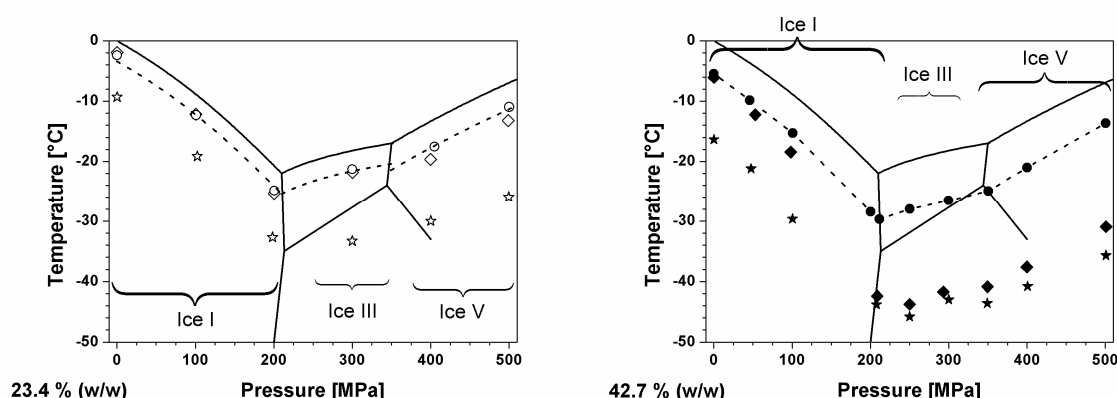 0
-10
-20
-30
-40
-50
Temperature [°C]
Ice I
Ice III
Ice V
0
100
200
300
400
500
23.4 % (w/w)
Pressure [MPa]
Ice I
Ice III
Ice V
0
-10
-20
-30
-40
-50
Temperature [°C]
0
100
200
300
400
500
42.7 % (w/w)
Pressure [MPa]